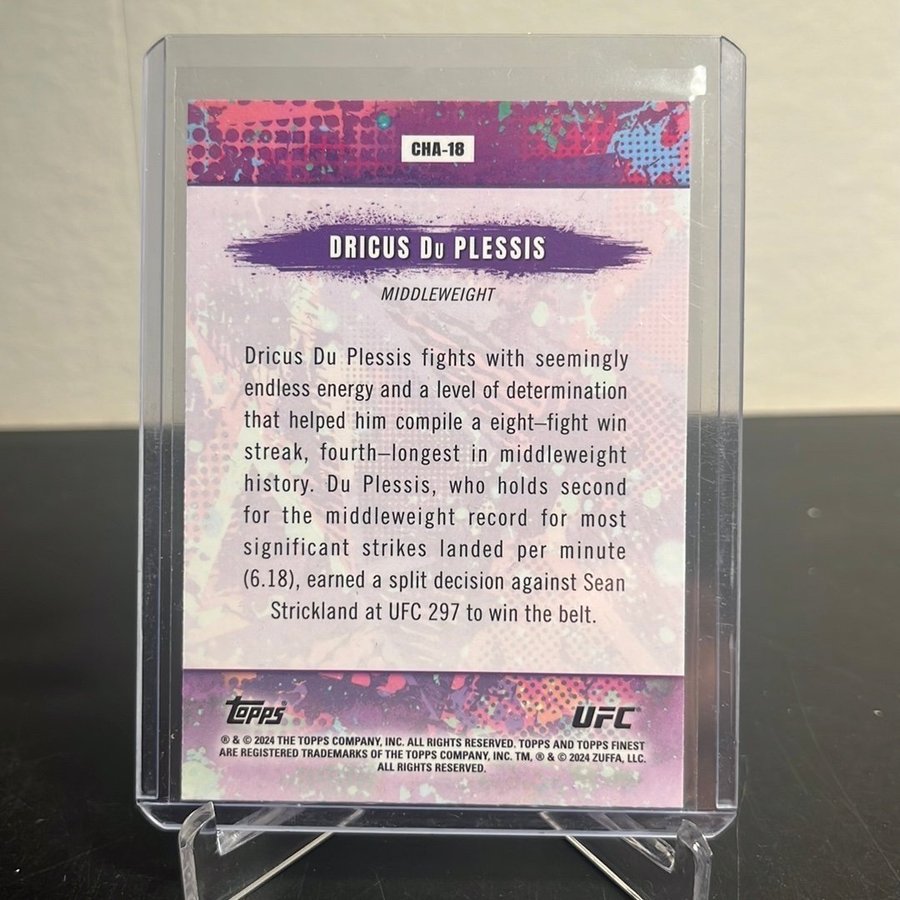 CHA-18
DRICUS DU PLESSIS
MIDDLEWEIGHT
Dricus Du Plessis fights with seemingly
endless energy and a level of determination
that helped him compile a eight–fight win
streak, fourth–longest in middleweight
history. Du Plessis, who holds second
for the middleweight record for most
significant strikes landed per minute
(6.18), earned a split decision against Sean
Strickland at UFC 297 to win the belt.
Topps® UFC
® & © 2024 THE TOPPS COMPANY, INC. ALL RIGHTS RESERVED. TOPPS AND TOPPS FINEST
ARE REGISTERED TRADEMARKS OF THE TOPPS COMPANY, INC. TM, ® & © 2024 ZUFFA, LLC.
ALL RIGHTS RESERVED.